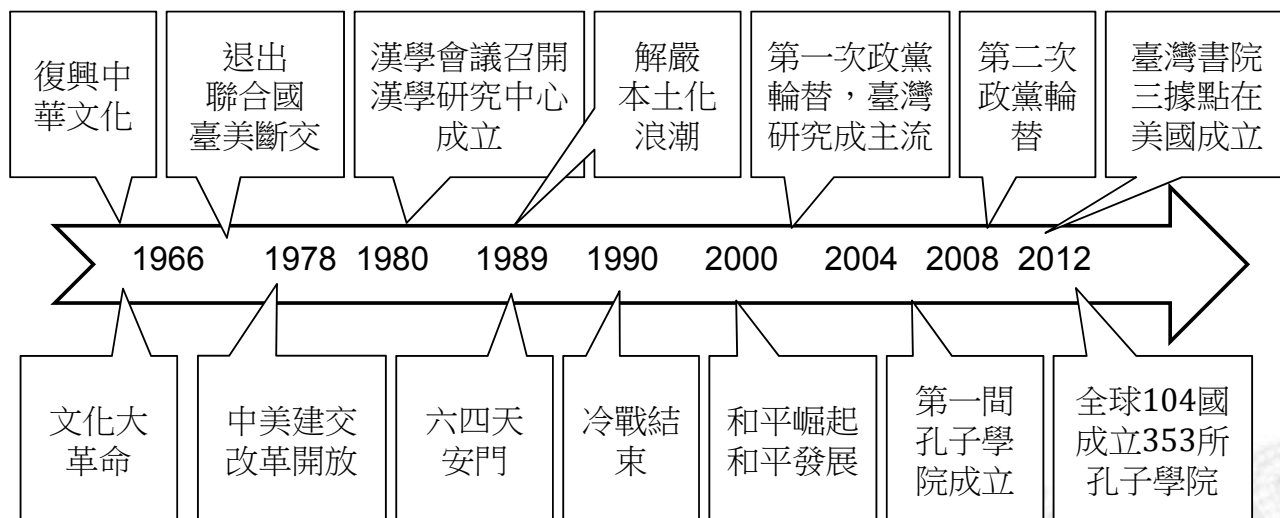 復興中
華文化
退出
聯合國
臺美斷交
漢學會議召開
漢學研究中心
成立
解嚴
本土化
浪潮
第一次政黨
輪替，臺灣
研究成主流
第二次
政黨輪
替
臺灣書院
三據點在
美國成立
1966 1978 1980 1989 1990 2000 2004 2008 2012
文化大
革命
中美建交
改革開放
六四天
安門
冷戰結
束
和平崛起
和平發展
第一間
孔子學
院成立
全球104國
成立353所
孔子學院